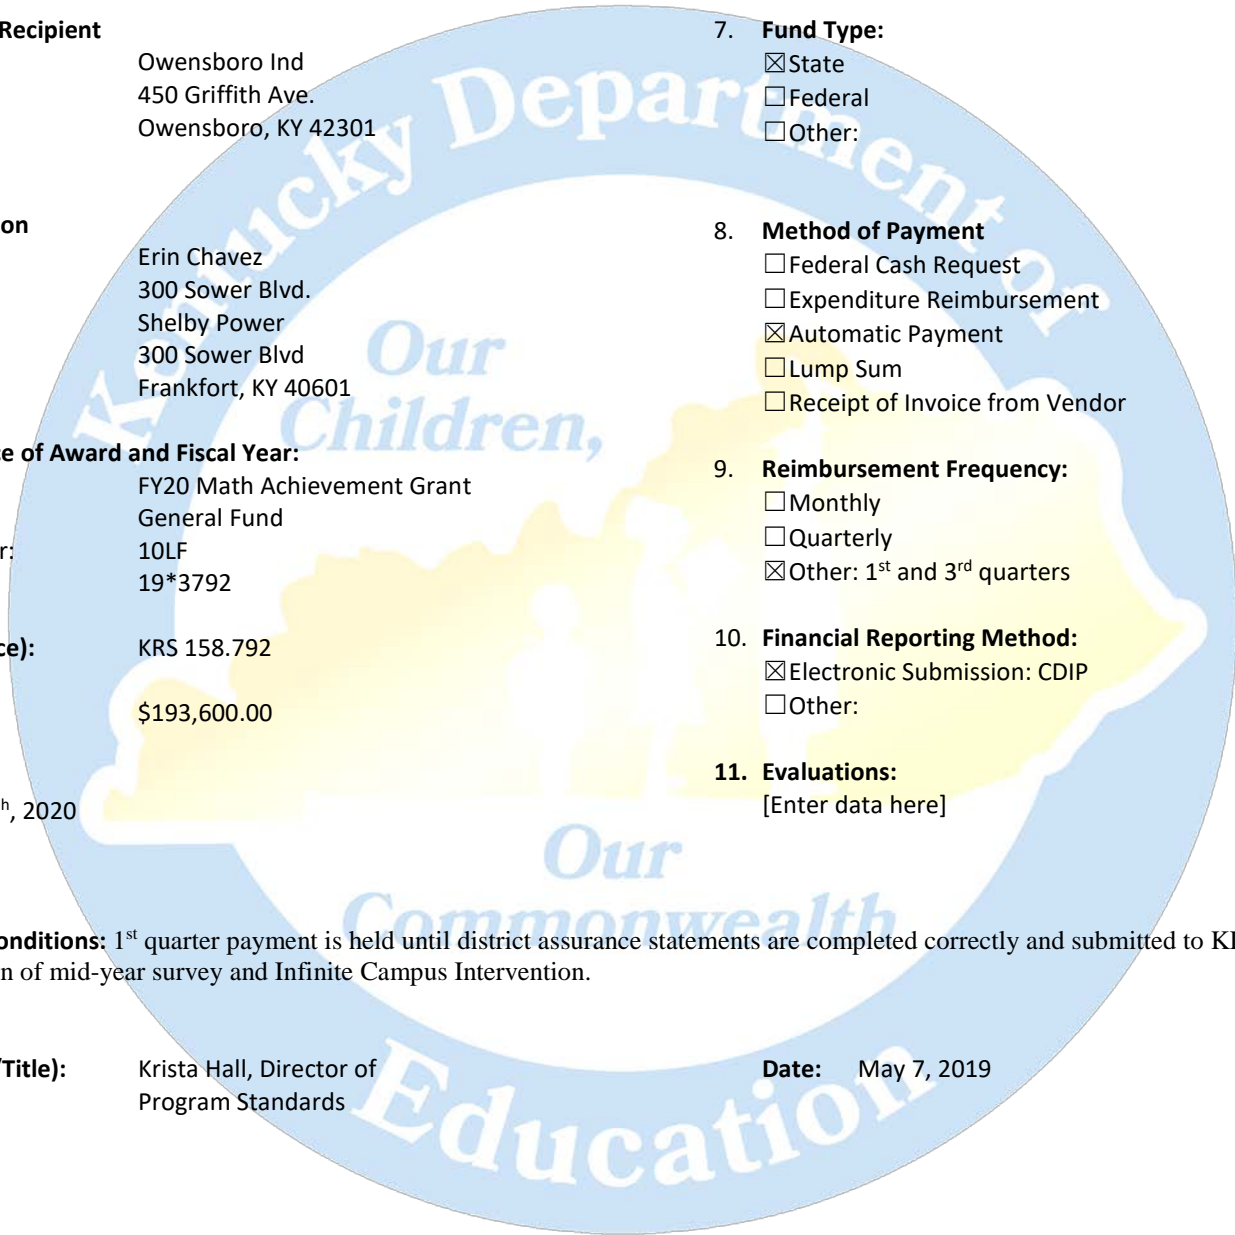 Recipient
Owensboro Ind
450 Griffith Ave.
Owensboro, KY 42301
on
Erin Chavez
300 Sower Blvd.
Shelby Power
300 Sower Blvd
Frankfort, KY 40601
e of Award and Fiscal Year:
FY20 Math Achievement Grant
General Fund
r: 10LF
19*3792
ce): KRS 158.792
$193,600.00
h, 2020
7. Fund Type:
☒State
☐Federal
☐Other:
8. Method of Payment
☐Federal Cash Request
☐Expenditure Reimbursement
☒Automatic Payment
☐Lump Sum
☐Receipt of Invoice from Vendor
9. Reimbursement Frequency:
☐Monthly
☐Quarterly
☒Other: 1st and 3rd quarters
10. Financial Reporting Method:
☒Electronic Submission: CDIP
☐Other:
11. Evaluations:
[Enter data here]
onditions: 1st quarter payment is held until district assurance statements are completed correctly and submitted to
n of mid-year survey and Infinite Campus Intervention.
/Title): Krista Hall, Director of
Program Standards
Date: May 7, 2019
Kentucky Department of
Education
Our
Children,
Our
Commonwealth